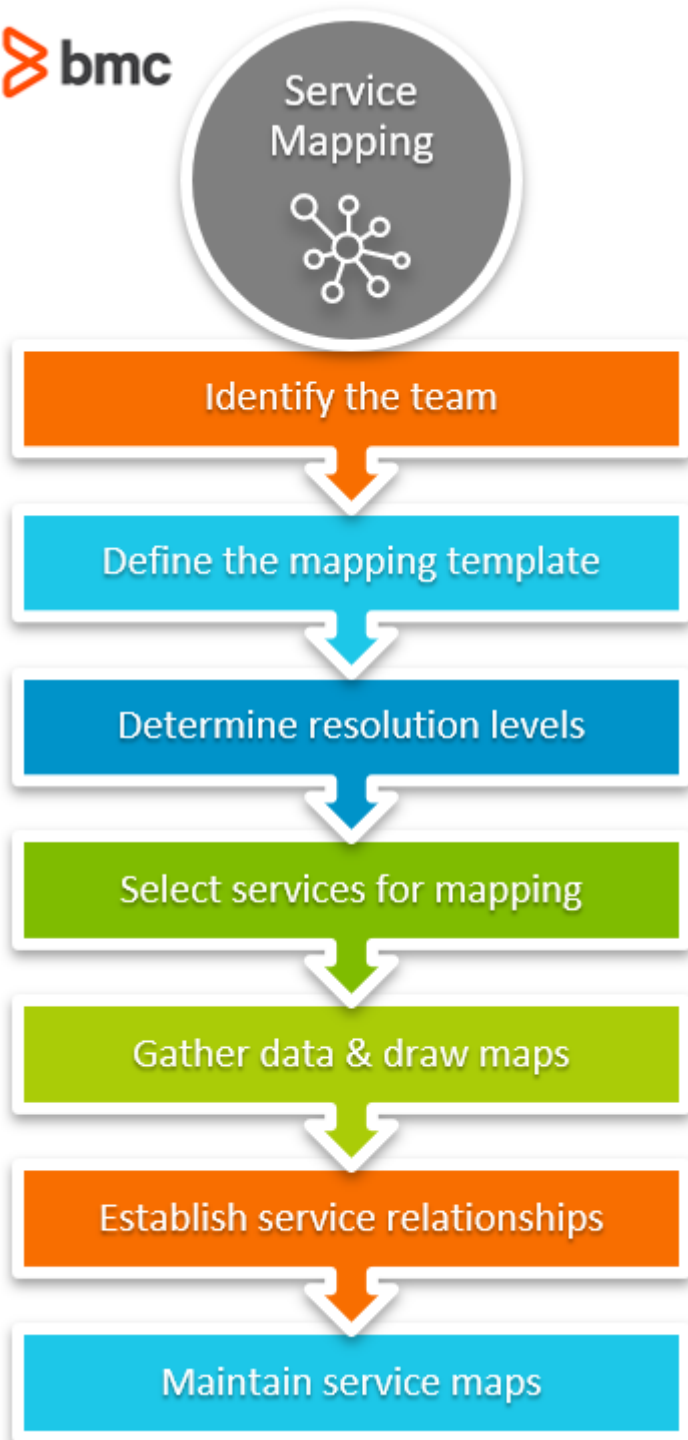 bmc
Service
Mapping
Identify the team
Define the mapping template
Determine resolution levels
Select services for mapping
Gather data & draw maps
Establish service relationships
Maintain service maps